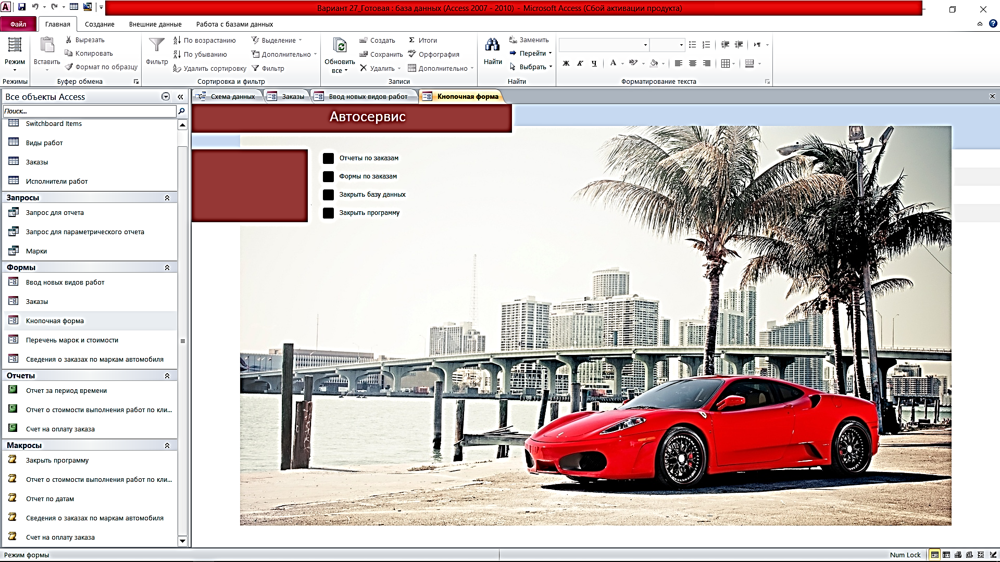 Вариант 27_Готовая : база данных (Access 2007 - 2010) - Microsoft Access (Сбой активации продукта)
Файл
Главная
Создание
Внешние данные
Работа с базами данных
Режим
Режимы
Вставить
Вырезать
Копировать
Формат по образцу
Буфер обмена
Фильтр
По возрастанию
По убыванию
Удалить сортировку
Выделение
Дополнительно
Фильтр
Сортировка и фильтр
Обновить
все
Создать
Сохранить
Удалить
Итоги
Орфография
Дополнительно
Записи
Найти
Заменить
Перейти
Выбрать
Найти
Ж К Ч
Форматирование текста
Все объекты Access
Поиск...
Switchboard Items
Виды работ
Заказы
Исполнители работ
Запросы
Запрос для отчета
Запрос для параметрического отчета
Марки
Формы
Ввод новых видов работ
Заказы
Кнопочная форма
Перечень марок и стоимости
Сведения о заказах по маркам автомобиля
Отчеты
Отчет за период времени
Отчет о стоимости выполнения работ по кли...
Счет на оплату заказа
Макросы
Закрыть программу
Отчет о стоимости выполнения работ по кли...
Отчет по датам
Сведения о заказах по маркам автомобиля
Счет на оплату заказа
Схема данных
Заказы
Ввод новых видов работ
Кнопочная форма
Автосервис
Отчеты по заказам
Формы по заказам
Закрыть базу данных
Закрыть программу
Режим формы
Num Lock